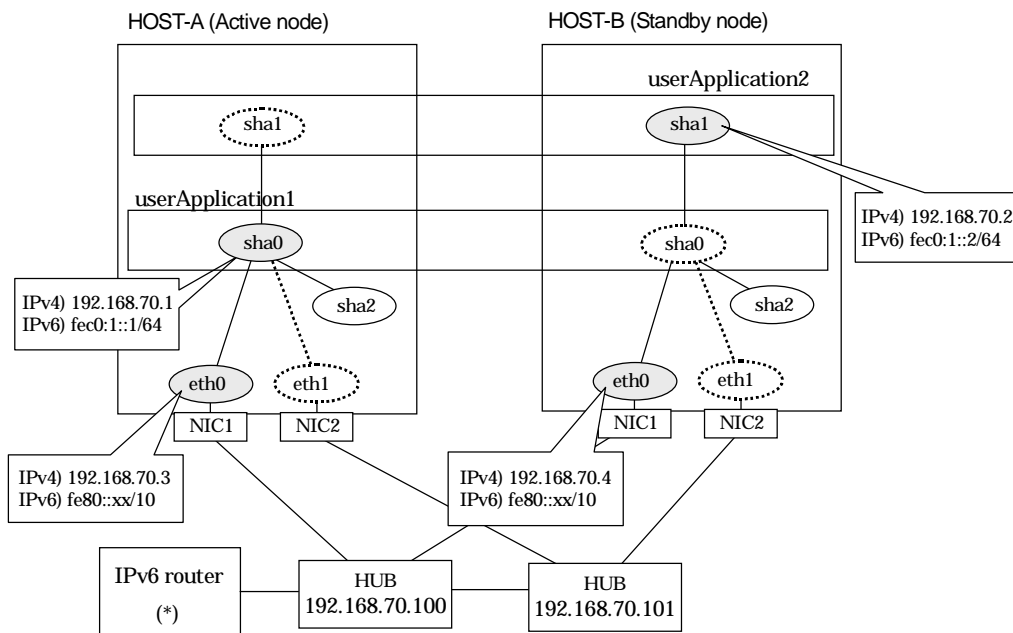 HOST-A (Active node)
HOST-B (Standby node)
userApplication2
sha1
sha1
userApplication1
IPv4) 192.168.70.2
IPv6) fec0:1::2/64
sha0
sha0
IPv4) 192.168.70.1
IPv6) fec0:1::1/64
sha2
sha2
eth0
eth1
eth0
eth1
NIC1
NIC2
NIC1
NIC2
IPv4) 192.168.70.3
IPv6) fe80::xx/10
IPv4) 192.168.70.4
IPv6) fe80::xx/10
IPv6 router
(*)
HUB
192.168.70.100
HUB
192.168.70.101